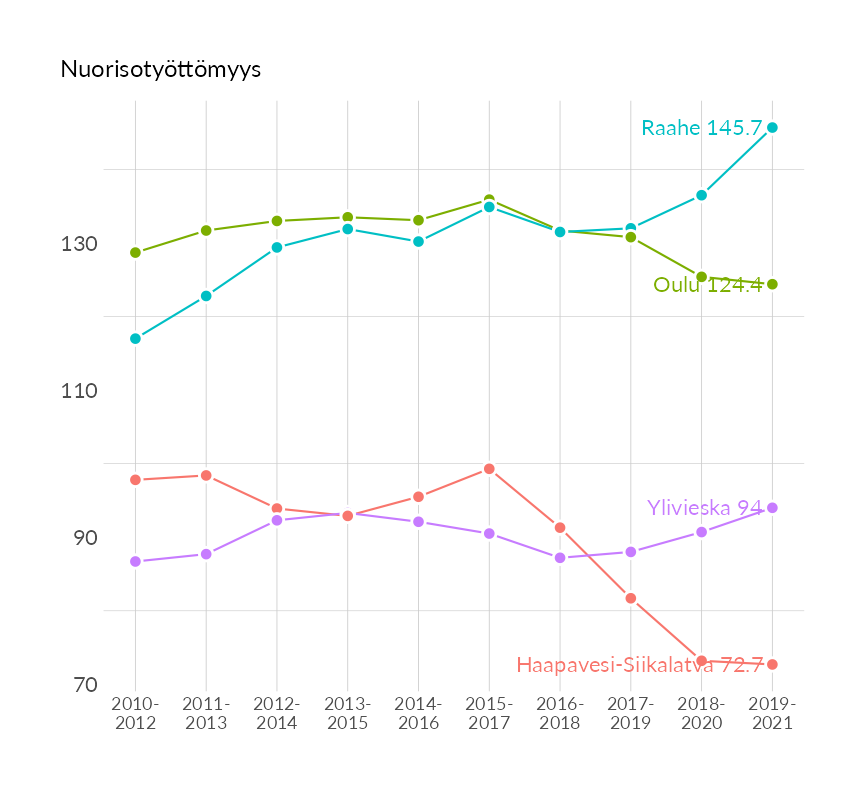 Nuorisotyöttömyys
Raahe 145.7
130
Oulu 124.4
110
Ylivieska 94
90
Haapavesi-Siikalatva 72.7
70
2010- 2011- 2012- 2013- 2014- 2015- 2016- 2017- 2018- 2019-
2012 2013 2014 2015 2016 2017 2018 2019 2020 2021